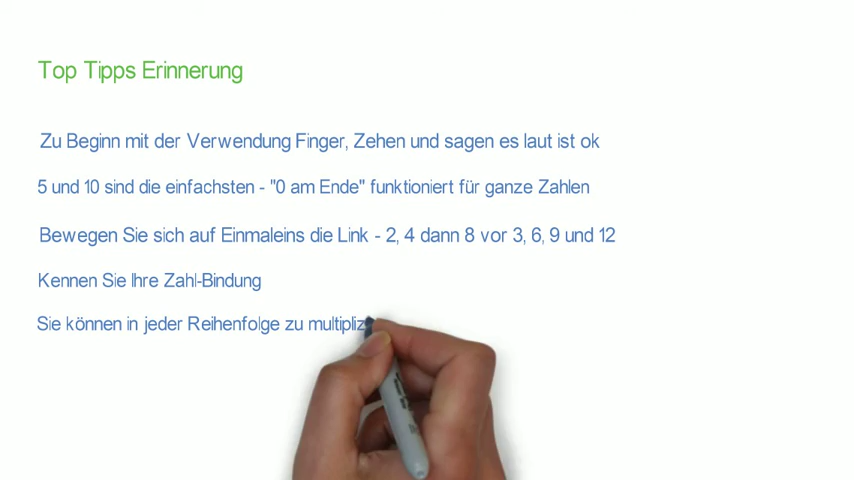 Top Tipps Erinnerung
Zu Beginn mit der Verwendung Finger, Zehen und sagen es laut ist ok
5 und 10 sind die einfachsten - "0 am Ende" funktioniert für ganze Zahlen
Bewegen Sie sich auf Einmaleins die Link - 2, 4 dann 8 vor 3, 6, 9 und 12
Kennen Sie Ihre Zahl-Bindung
Sie können in jeder Reihenfolge zu multipliz